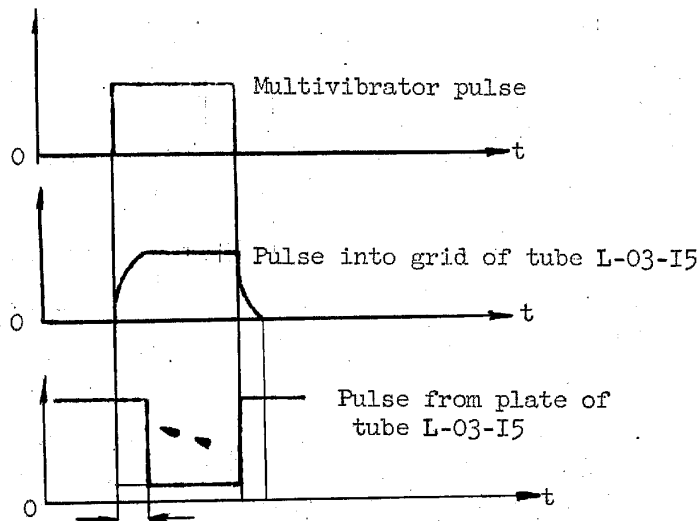 Multivibrator pulse
0
t
Pulse into grid of tube L-03-I5
0
t
Pulse from plate of
tube L-03-I5
0
t